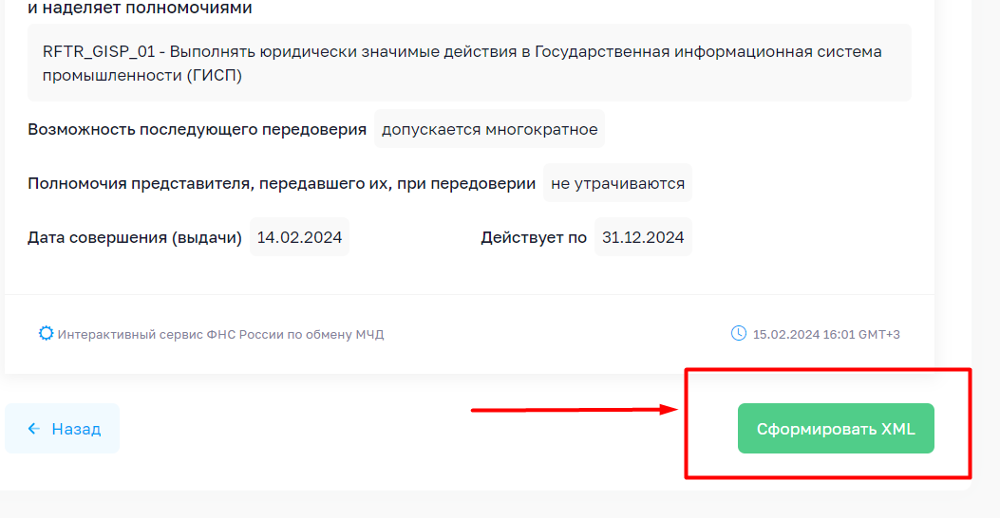 и наделяет полномочиями
RFTR_GISP_01 - Выполнять юридически значимые действия в Государственная информационная система
промышленности (ГИСП)
Возможность последующего передоверия допускается многократное
Полномочия представителя, передавшего их, при передоверии не утрачиваются
Дата совершения (выдачи) 14.02.2024 Действует по 31.12.2024
Интерактивный сервис ФНС России по обмену МЧД 15.02.2024 16:01 GMT+3
Назад Сформировать XML